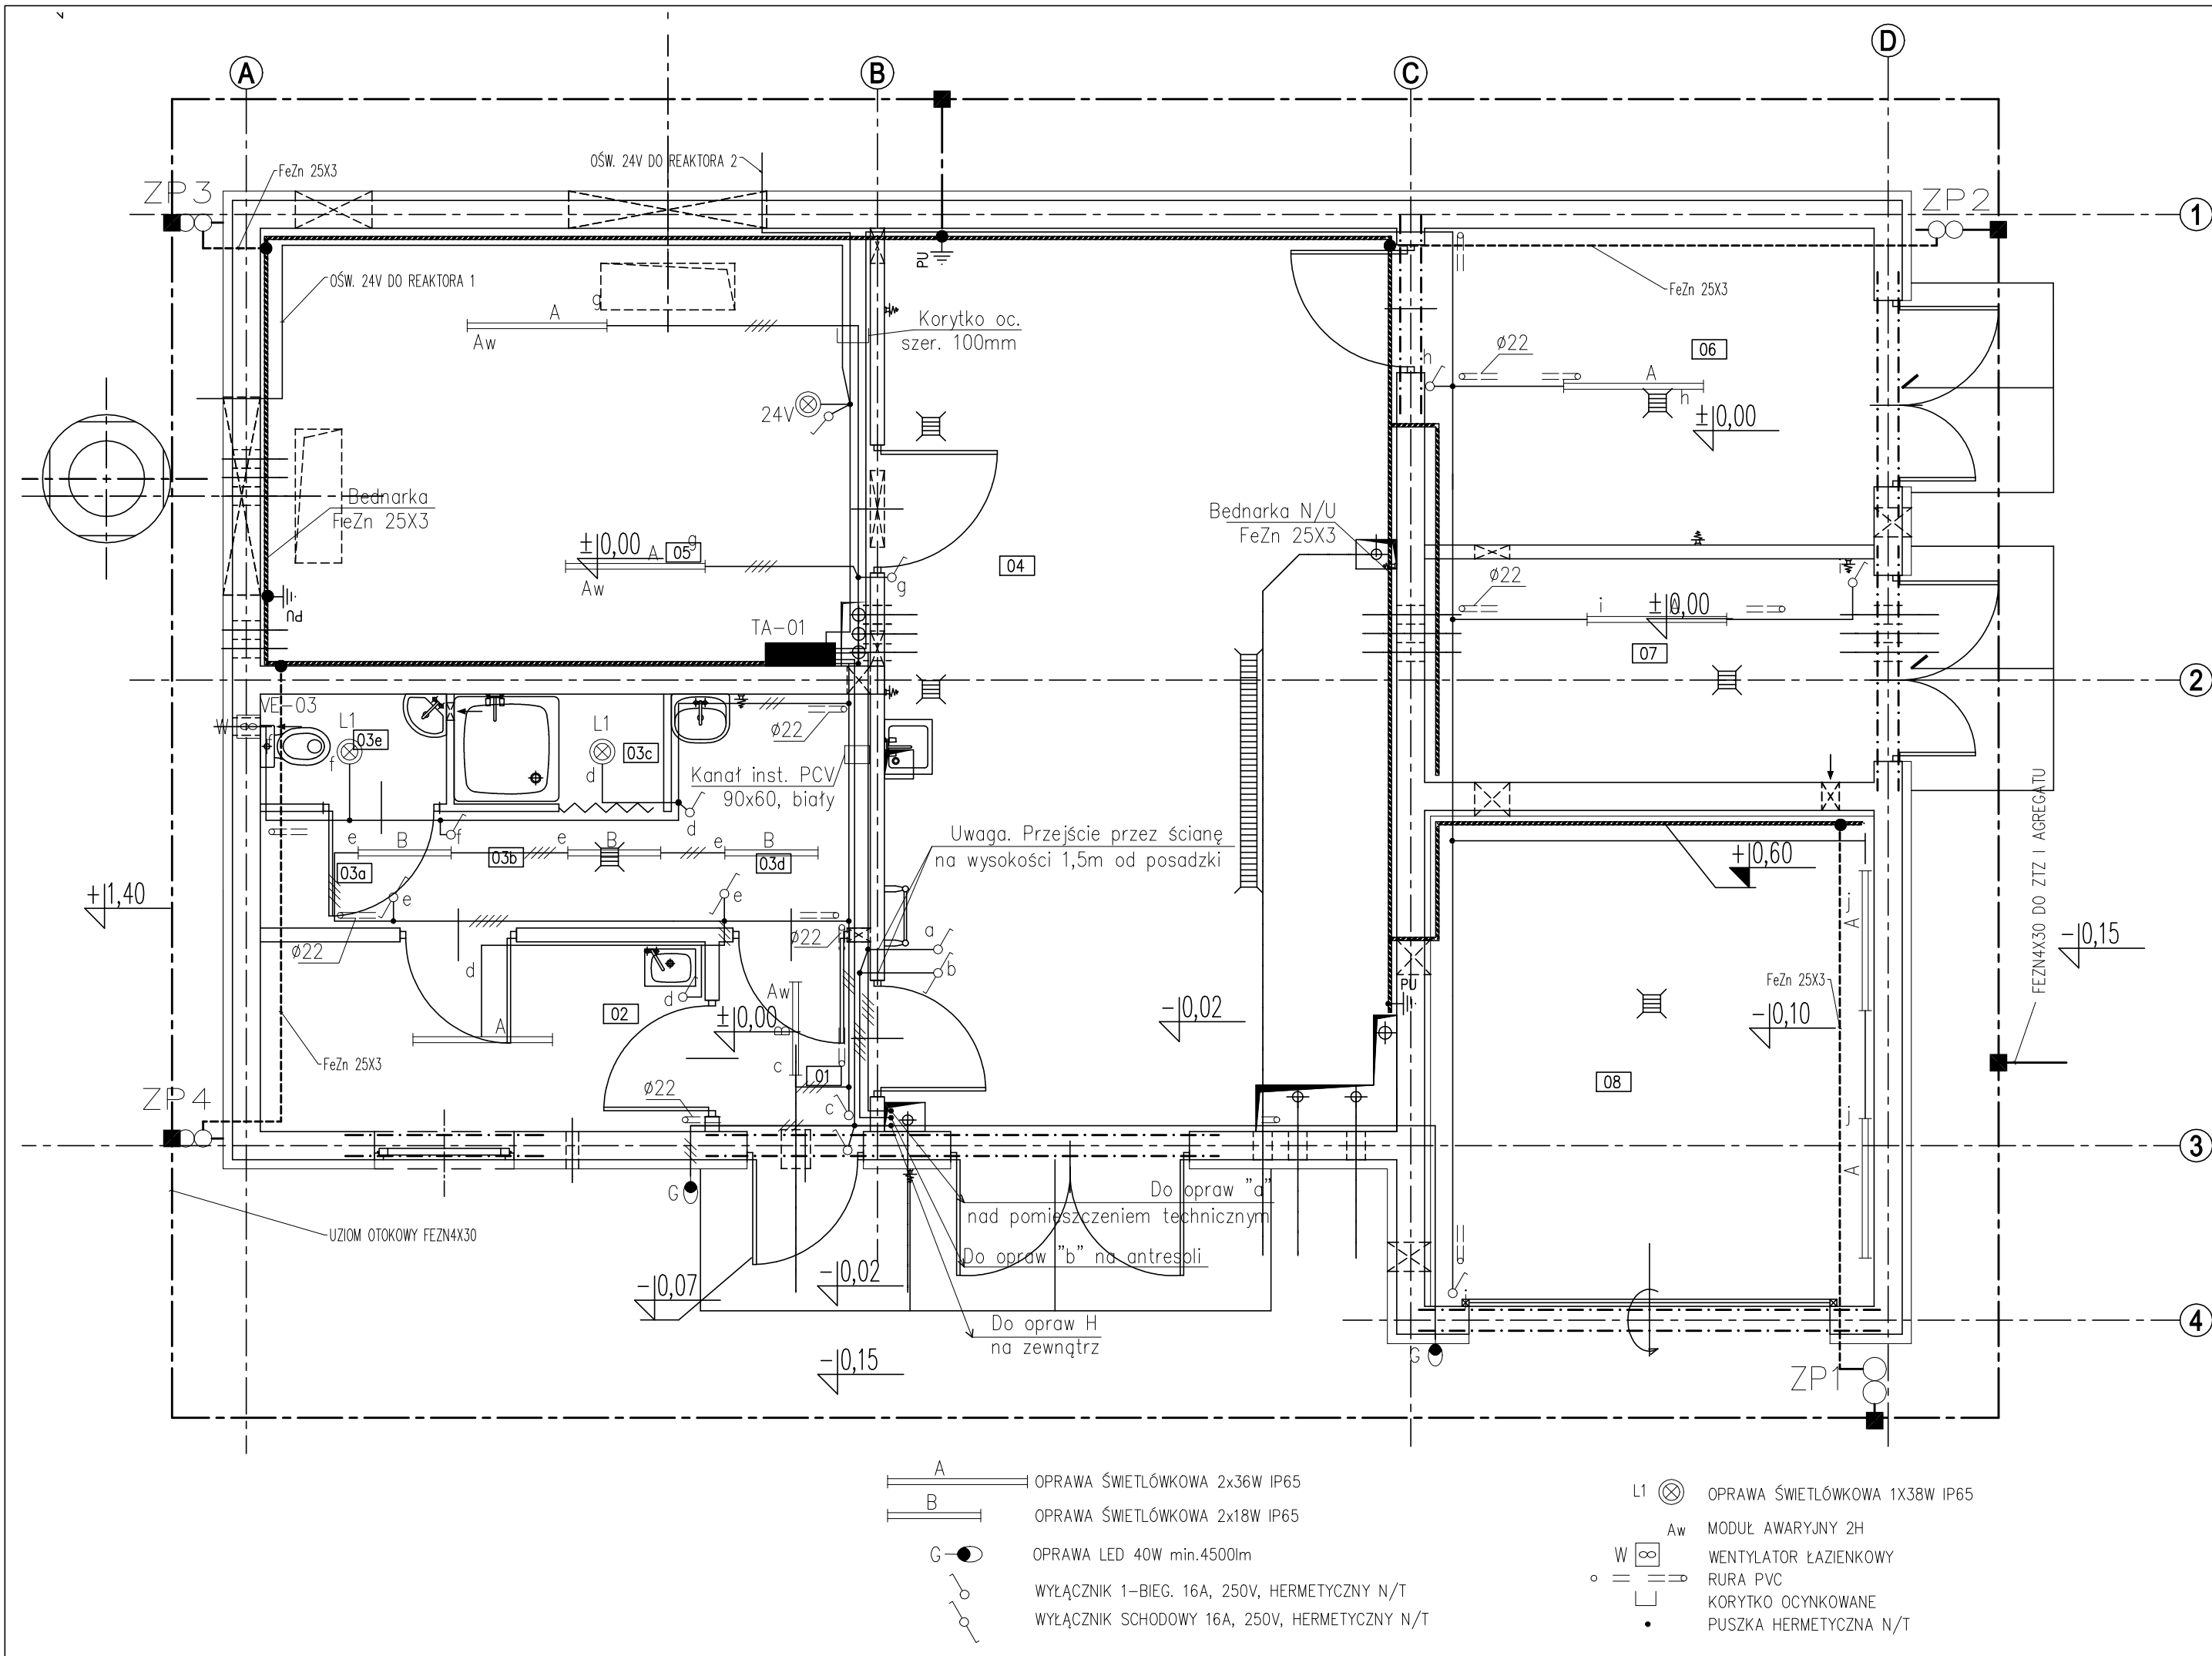 A
B
C
D
FeZn 25X3
OŚW. 24V DO REAKTORA 2
ZP3
ZP2
1
PU
OŚW. 24V DO REAKTORA 1
FeZn 25X3
g
A
Aw
Korytko oc.
szer. 100mm
h
ø22
06
A
h
24V
±0,00
Bednarka
FeZn 25X3
Bednarka N/U
FeZn 25X3
±0,00
A
05
g
Aw
g
04
ø22
i
±0,00
PU
TA-01
07
2
VE-03
W
L1
03e
f
L1
03c
d
ø22
Kanał inst. PCV
90x60, biały
d
f
e
B
03b
e
B
e
B
03d
03a
e
e
Uwaga. Przejście przez ścianę
na wysokości 1,5m od posadzki
+0,60
FEZN4X30 DO ZTZ I AGREGATU
+1,40
j
A
-0,15
ø22
ø22
a
b
d
d
Aw
B
c
02
±0,00
A
-0,02
PU
FeZn 25X3
-0,10
FeZn 25X3
01
08
ZP4
ø22
c
j
A
3
G
Do opraw "a"
nad pomieszczeniem technicznym
UZIOM OTOKOWY FEZN4X30
Do opraw "b" na antresoli
-0,07
-0,02
Do opraw H
na zewnątrz
4
G
-0,15
ZP1
A
OPRAWA ŚWIETLÓWKOWA 2x36W IP65
B
OPRAWA ŚWIETLÓWKOWA 2x18W IP65
G
OPRAWA LED 40W min.4500lm
WYŁĄCZNIK 1-BIEG. 16A, 250V, HERMETYCZNY N/T
WYŁĄCZNIK SCHODOWY 16A, 250V, HERMETYCZNY N/T
L1
OPRAWA ŚWIETLÓWKOWA 1X38W IP65
Aw
MODUŁ AWARYJNY 2H
W
WENTYLATOR ŁAZIENKOWY
RURA PVC
KORYTKO OCYNKOWANE
PUSZKA HERMETYCZNA N/T